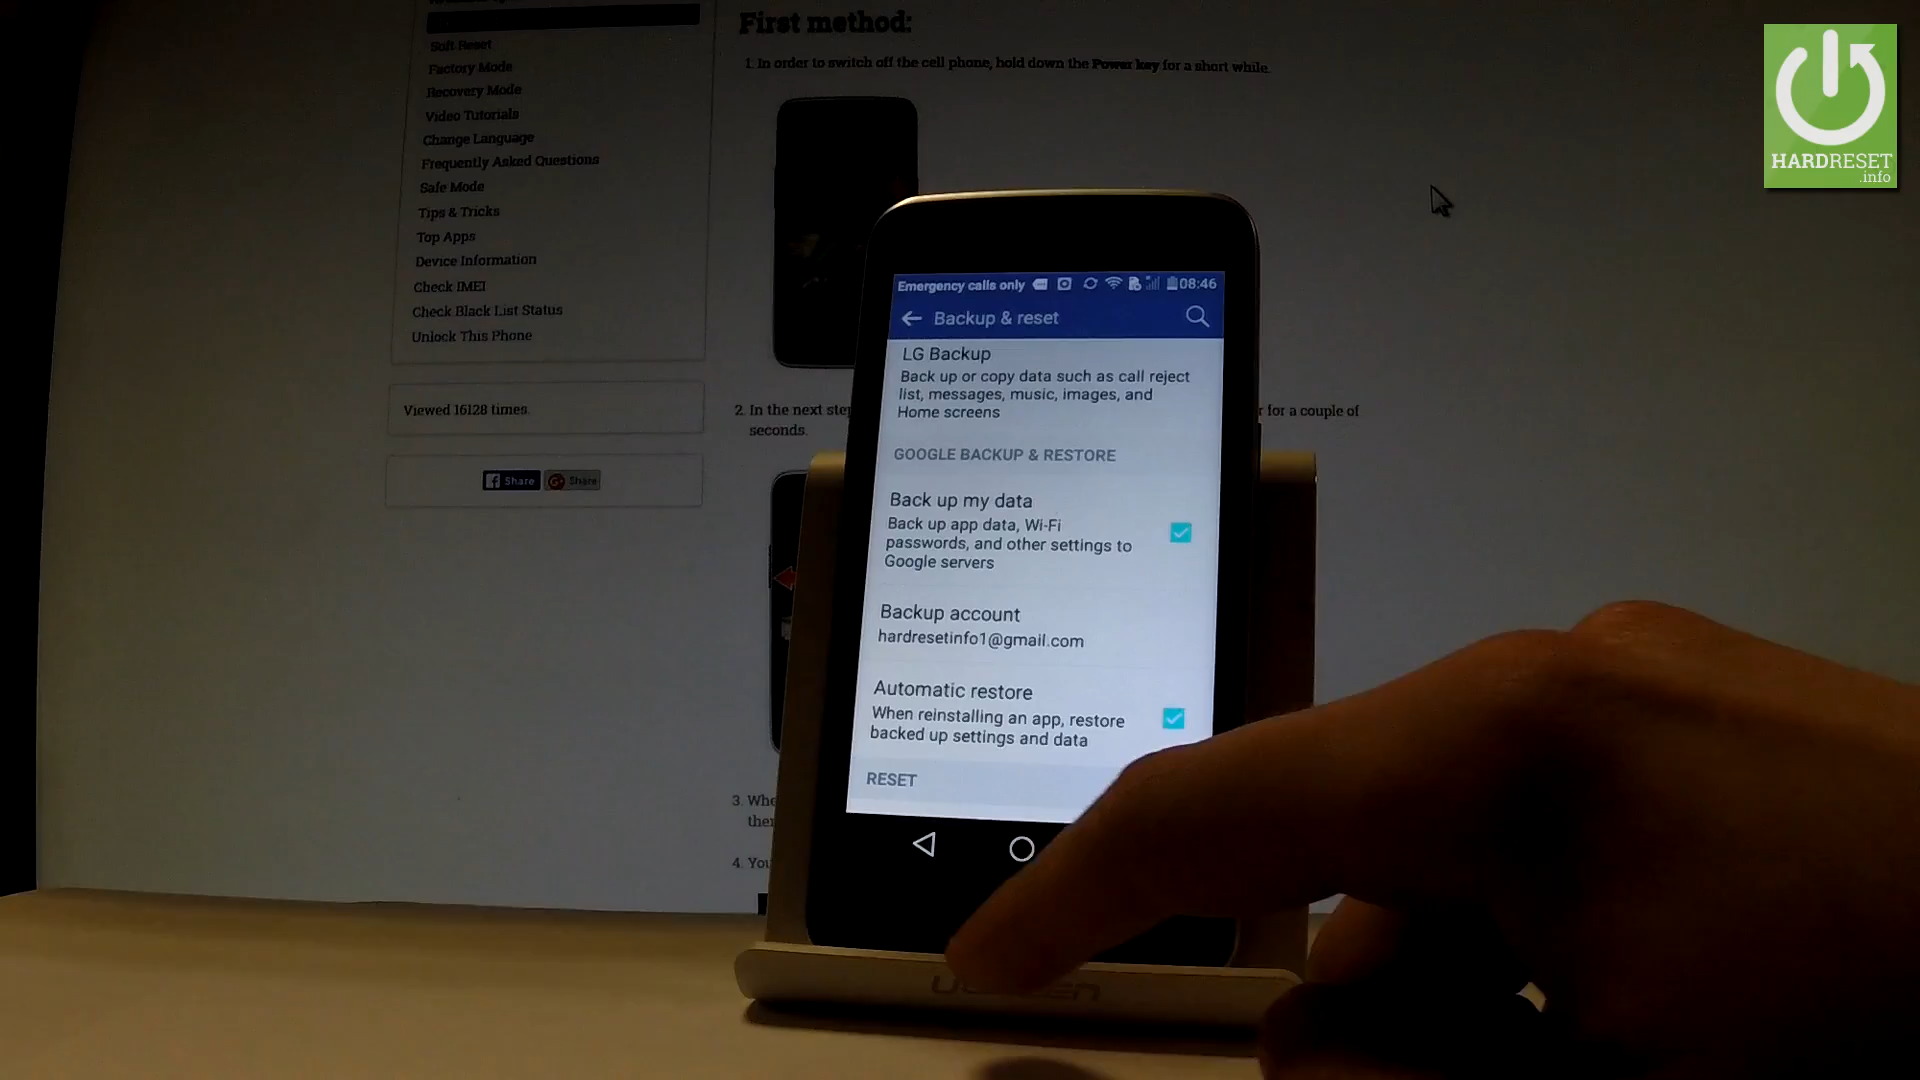 Soft Reset
Factory Mode
Recovery Mode
Video Tutorials
Change Language
Frequently Asked Questions
Safe Mode
Tips & Tricks
Top Apps
Device Information
Check IMEI
Check Black List Status
Unlock This Phone
Viewed 16128 times.
Share
Share
First method:
1. In order to switch off the cell phone, hold down the Power key for a short while.
2. In the next step
r for a couple of
seconds.
3. Whe
then
4. You
Emergency calls only
08:46
Backup & reset
LG Backup
Back up or copy data such as call reject
list, messages, music, images, and
Home screens
GOOGLE BACKUP & RESTORE
Back up my data
Back up app data, Wi-Fi
passwords, and other settings to
Google servers
Backup account
hardresetinfo1@gmail.com
Automatic restore
When reinstalling an app, restore
backed up settings and data
RESET
HARDRESET
.info